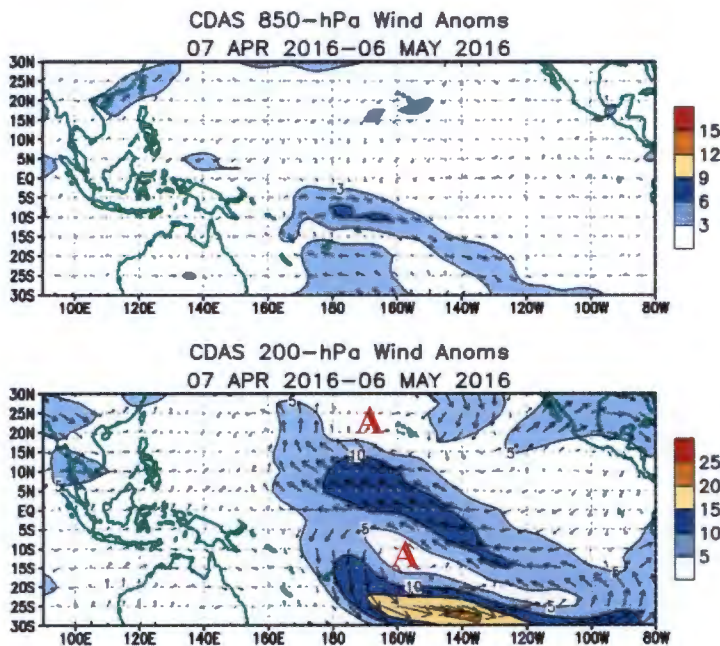 CDAS 850-hPa Wind Anoms
07 APR 2016-06 MAY 2016
30N
25N
20N
15N
10N
5N
EQ
5S
10S
15S
20S
25S
30S
3
15
12
9
6
3
100E 120E 140E 160E 180 160W 140W 120W 100W 80W
CDAS 200-hPa Wind Anoms
07 APR 2016-06 MAY 2016
30N
25N
20N
15N
10N
5N
EQ
5S
10S
15S
20S
25S
30S
5
A
5
10
5
5
A
5
10
5
25
20
15
10
5
100E 120E 140E 160E 180 160W 140W 120W 100W 80W